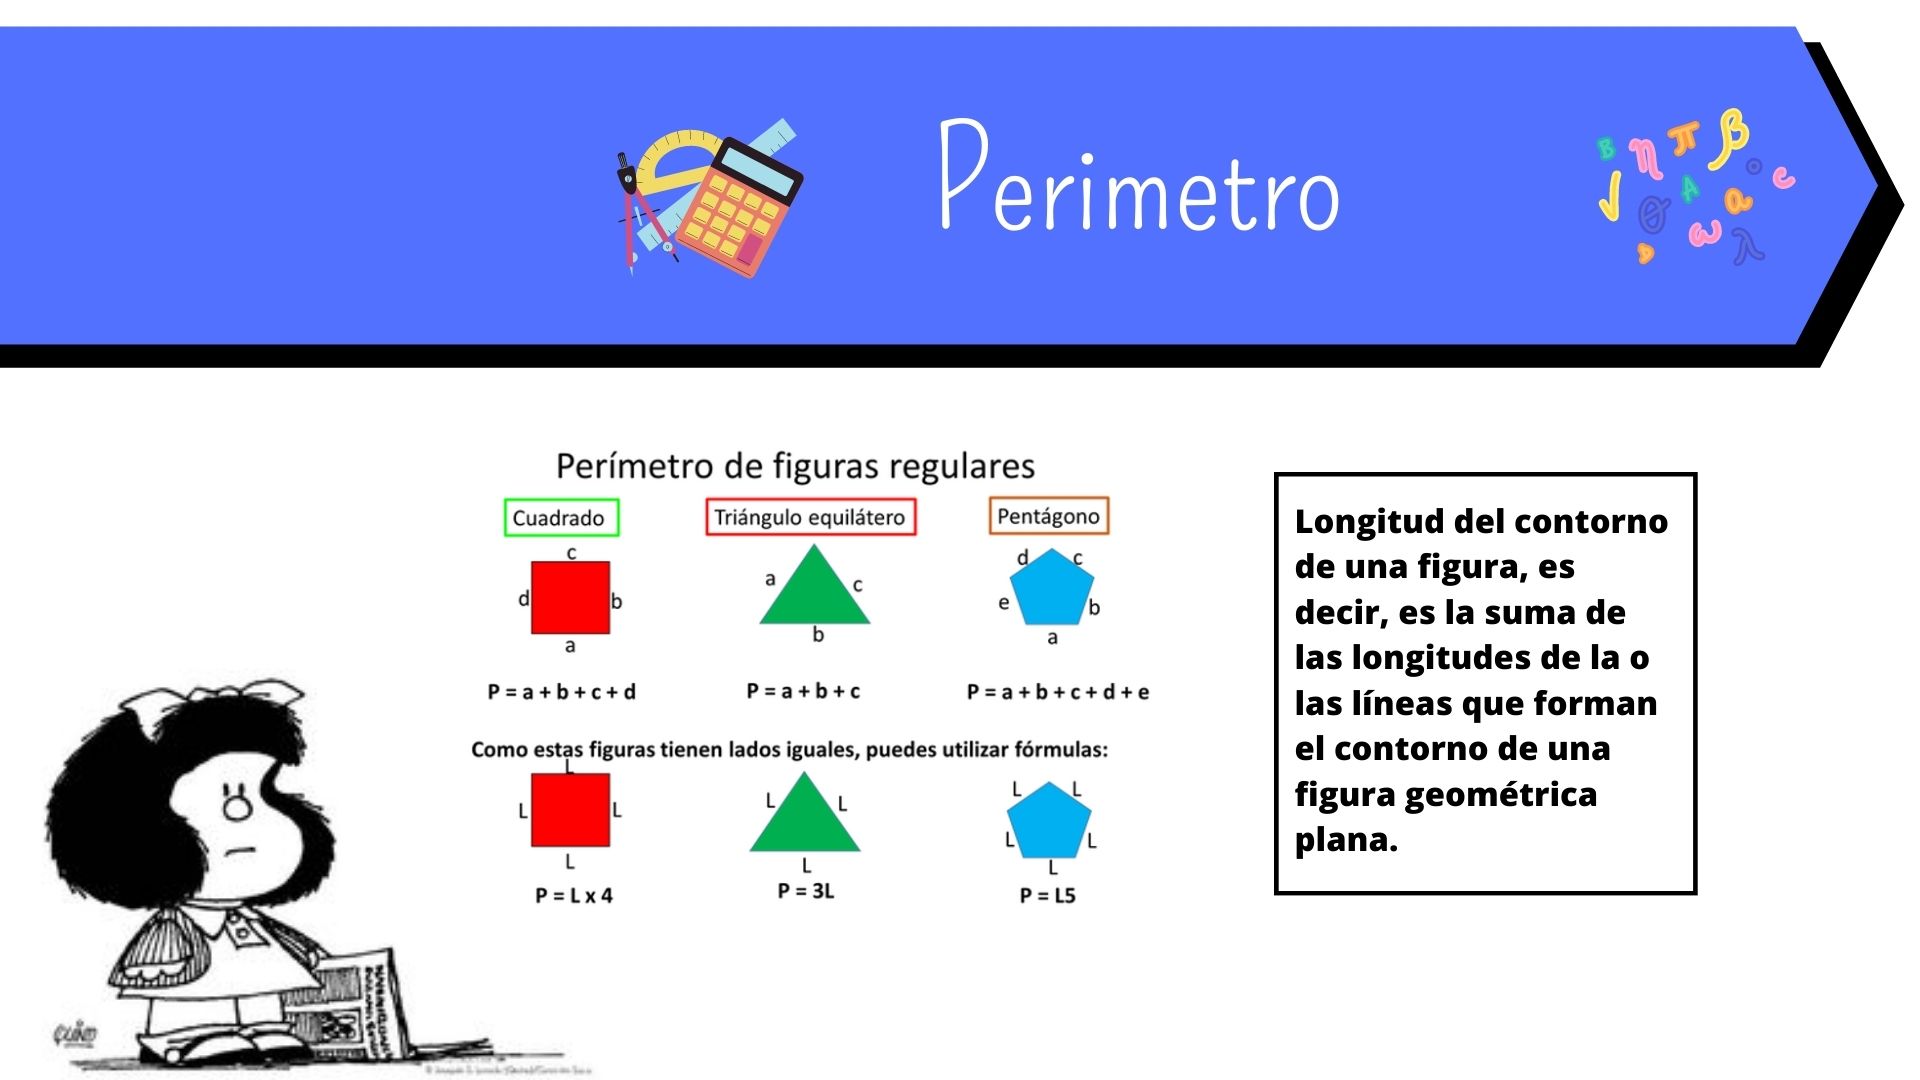 Perimetro
B η π β
√ θ A a c
D ω λ
Perímetro de figuras regulares
Cuadrado Triángulo equilátero Pentágono
c
d b
a
a c
b
d c
e b
a
P = a + b + c + d
P = a + b + c
P = a + b + c + d + e
Como estas figuras tienen lados iguales, puedes utilizar fórmulas:
L
L L
L
L L
L
L L
L L
L
P = L x 4
P = 3L
P = L5
Longitud del contorno
de una figura, es
decir, es la suma de
las longitudes de la o
las líneas que forman
el contorno de una
figura geométrica
plana.
QUINO